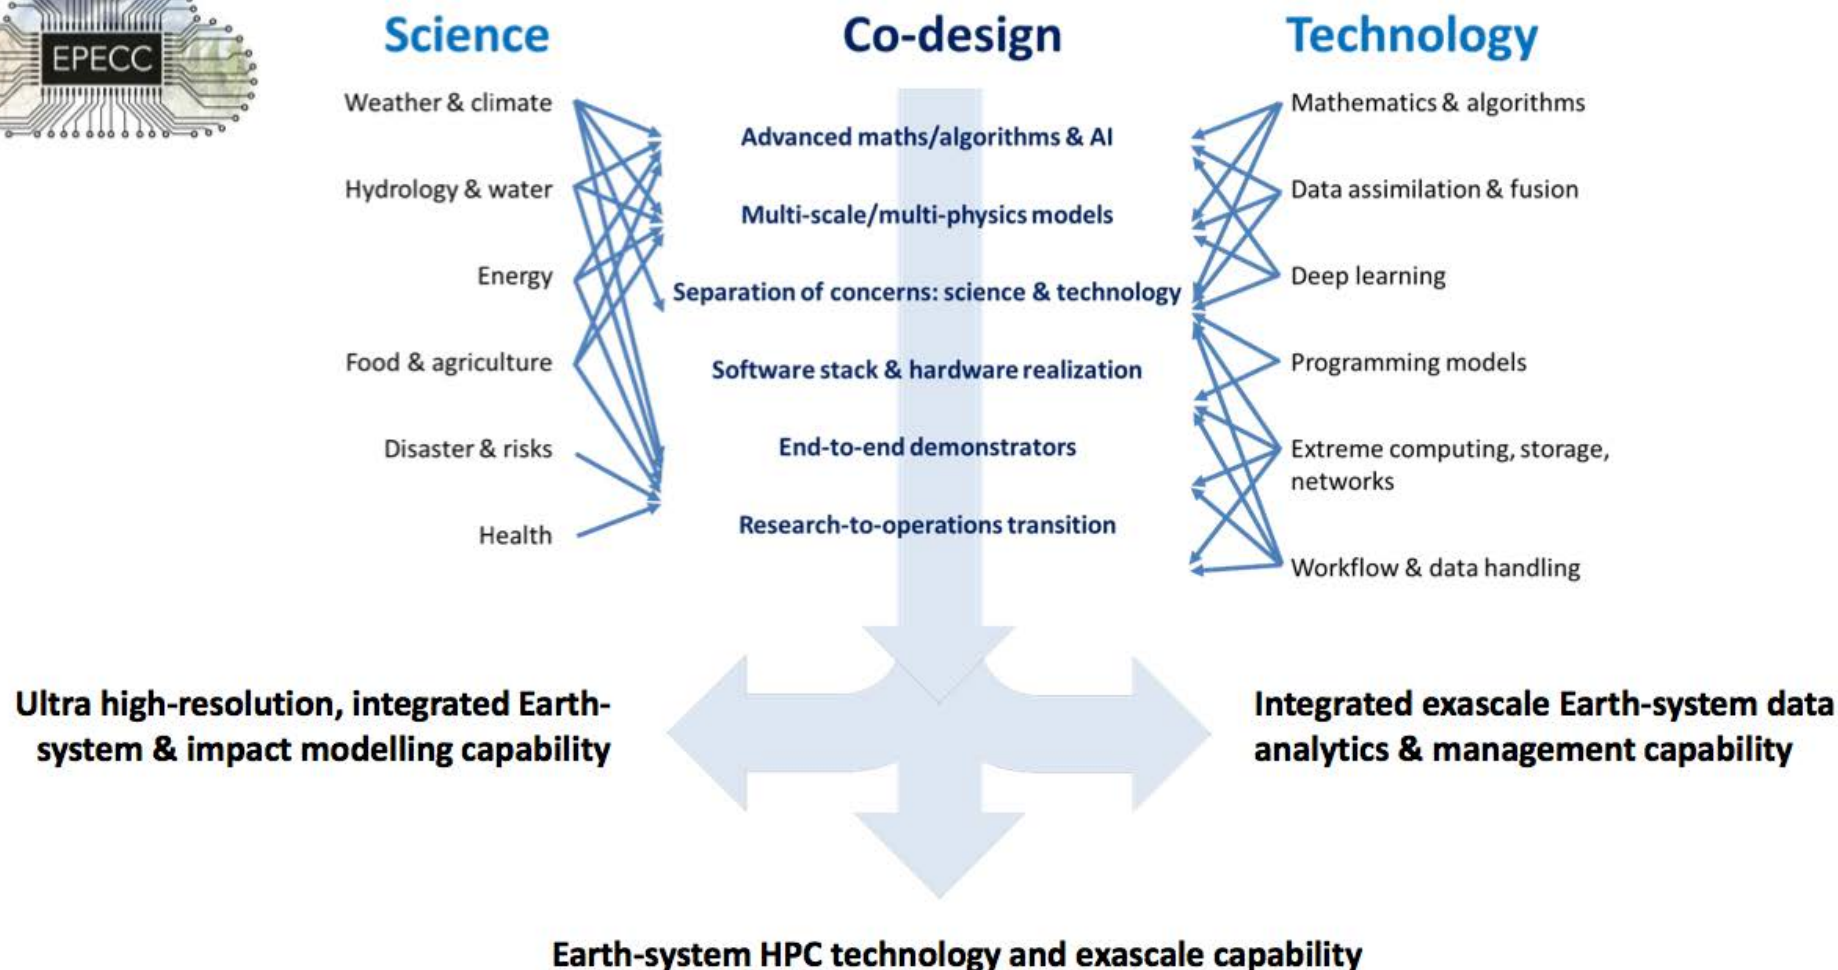 EPECC
Science
Co-design
Technology
Weather & climate
Hydrology & water
Energy
Food & agriculture
Disaster & risks
Health
Advanced maths/algorithms & AI
Multi-scale/multi-physics models
Separation of concerns: science & technology
Software stack & hardware realization
End-to-end demonstrators
Research-to-operations transition
Mathematics & algorithms
Data assimilation & fusion
Deep learning
Programming models
Extreme computing, storage,
networks
Workflow & data handling
Ultra high-resolution, integrated Earth-
system & impact modelling capability
Integrated exascale Earth-system data
analytics & management capability
Earth-system HPC technology and exascale capability